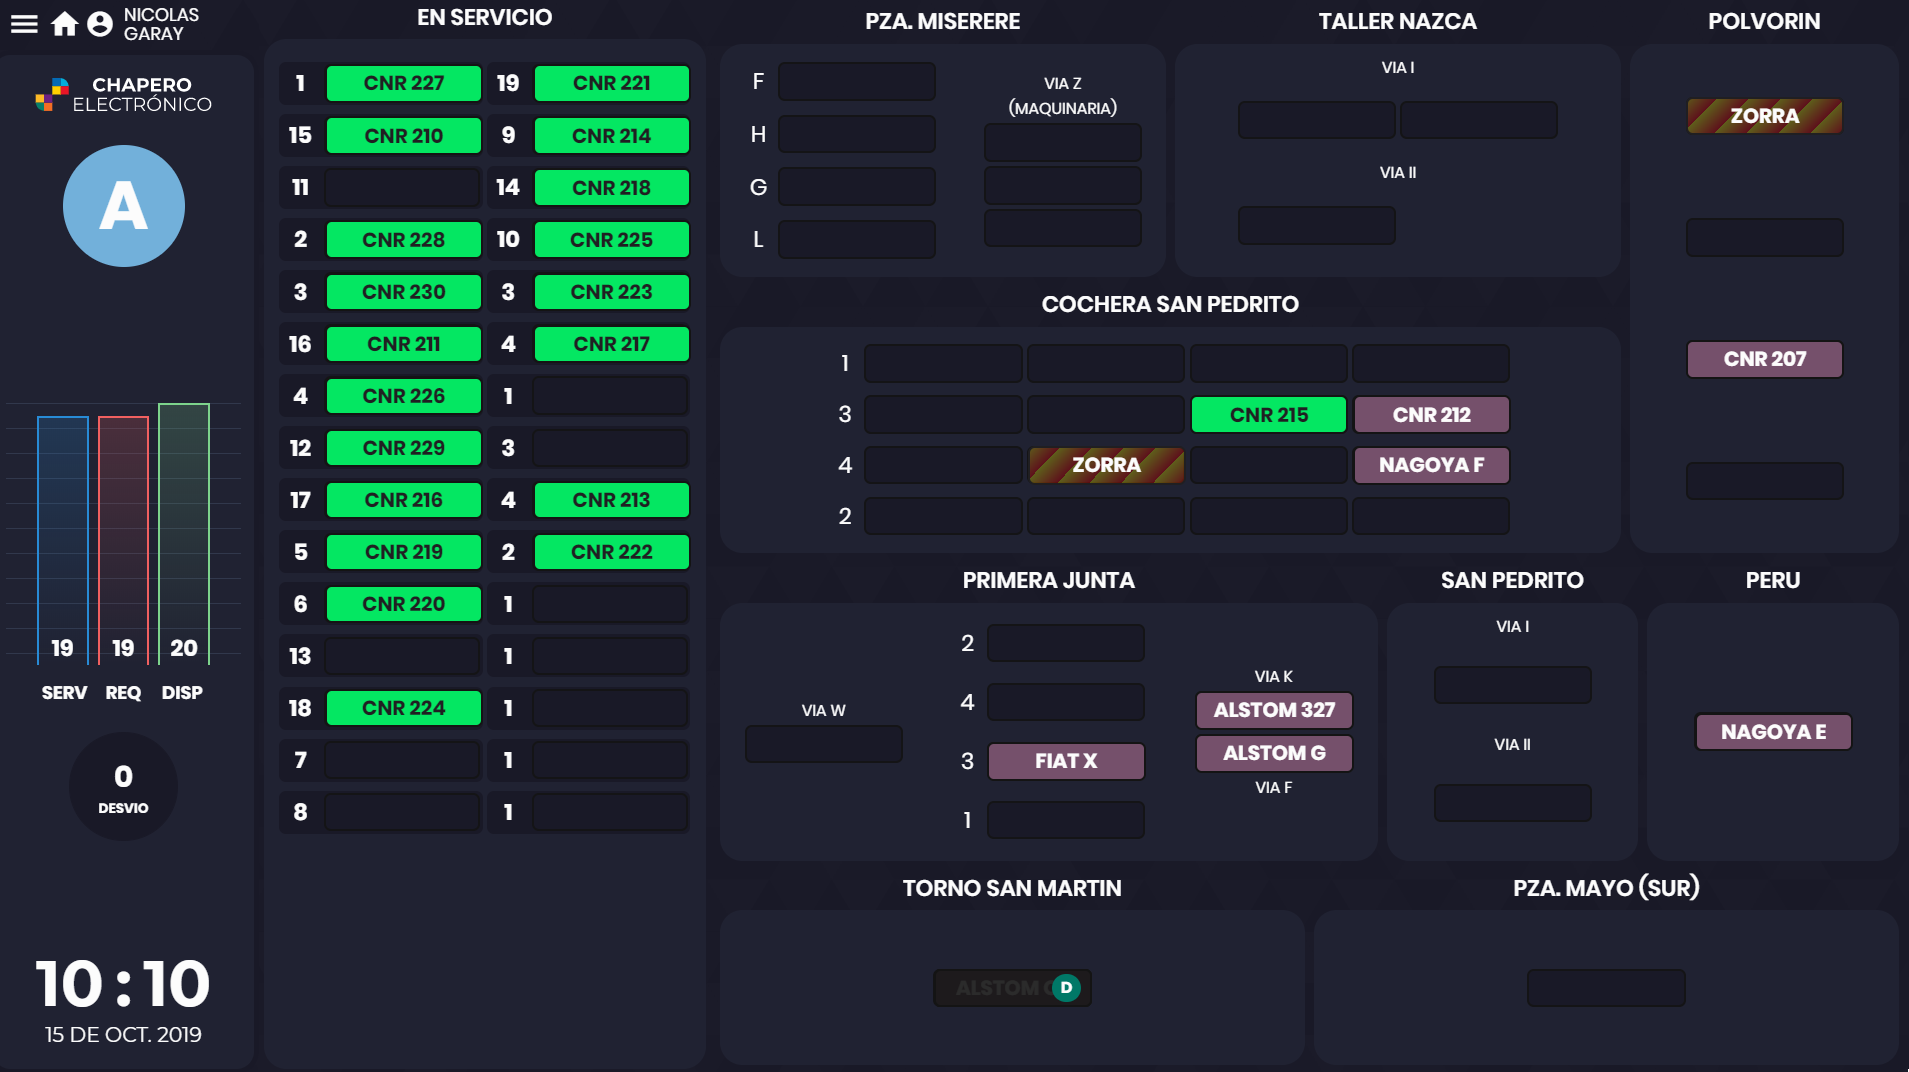 NICOLAS
GARAY
CHAPERO
ELECTRÓNICO
A
19
19
20
SERV
REQ
DISP
0
DESVIO
10:10
15 DE OCT. 2019
EN SERVICIO
1 CNR 227 19 CNR 221
15 CNR 210 9 CNR 214
11 14 CNR 218
2 CNR 228 10 CNR 225
3 CNR 230 3 CNR 223
16 CNR 211 4 CNR 217
4 CNR 226 1
12 CNR 229 3
17 CNR 216 4 CNR 213
5 CNR 219 2 CNR 222
6 CNR 220 1
13 1
18 CNR 224 1
7 1
8 1
PZA. MISERERE
F
H
G
L
VIA Z
(MAQUINARIA)
TALLER NAZCA
VIA I
VIA II
POLVORIN
ZORRA
CNR 207
COCHERA SAN PEDRITO
1
3 CNR 215 CNR 212
4 ZORRA NAGOYA F
2
PRIMERA JUNTA
VIA W
2
4
3 FIAT X
1
VIA K
ALSTOM 327
ALSTOM G
VIA F
SAN PEDRITO
VIA I
VIA II
PERU
NAGOYA E
TORNO SAN MARTIN
ALSTOM D
PZA. MAYO (SUR)